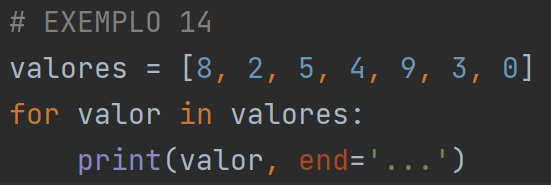 # EXEMPLO 14
valores = [8, 2, 5, 4, 9, 3, 0]
for valor in valores:
    print(valor, end='...')